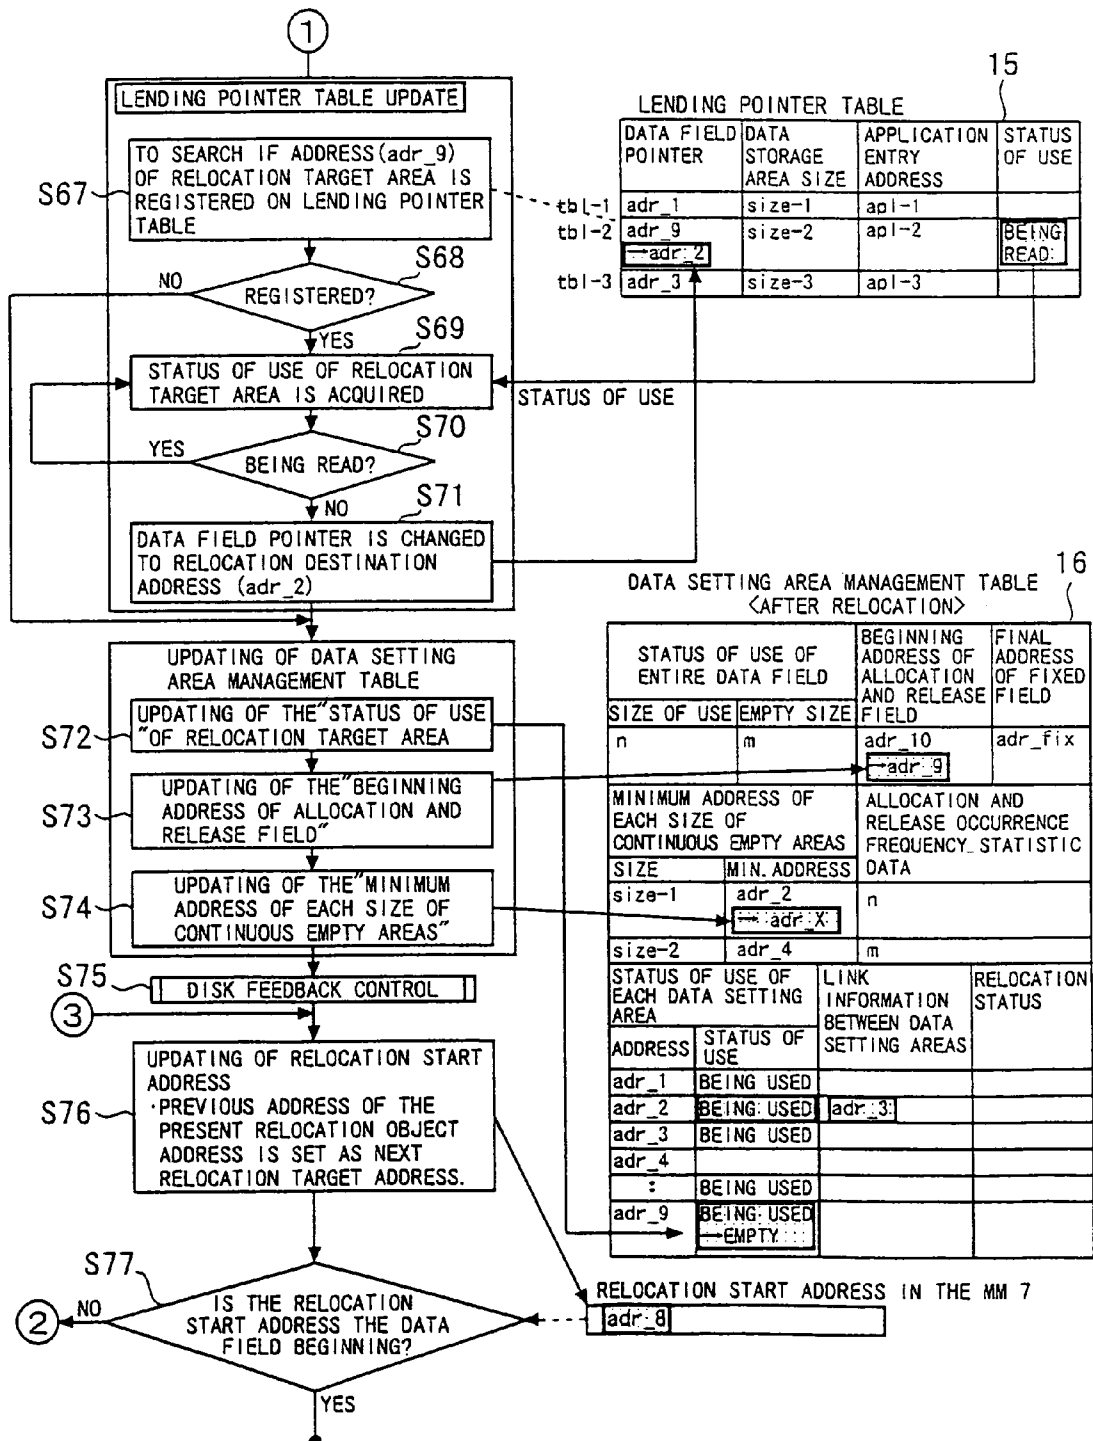 1
LENDING POINTER TABLE UPDATE
TO SEARCH IF ADDRESS(adr_9)
OF RELOCATION TARGET AREA IS
REGISTERED ON LENDING POINTER
TABLE
S67
S68
NO
REGISTERED?
YES
S69
STATUS OF USE OF RELOCATION
TARGET AREA IS ACQUIRED
STATUS OF USE
S70
YES
BEING READ?
NO
S71
DATA FIELD POINTER IS CHANGED
TO RELOCATION DESTINATION
ADDRESS (adr_2)
15
LENDING POINTER TABLE
DATA FIELD POINTER
DATA STORAGE AREA SIZE
APPLICATION ENTRY ADDRESS
STATUS OF USE
tbl-1 adr_1 size-1 apl-1
tbl-2 adr_9 size-2 apl-2 BEING
→adr_2 READ
tbl-3 adr_3 size-3 apl-3
UPDATING OF DATA SETTING
AREA MANAGEMENT TABLE
S72
UPDATING OF THE"STATUS OF USE
"OF RELOCATION TARGET AREA
S73
UPDATING OF THE"BEGINNING
ADDRESS OF ALLOCATION AND
RELEASE FIELD"
S74
UPDATING OF THE"MINIMUM
ADDRESS OF EACH SIZE OF
CONTINUOUS EMPTY AREAS"
S75
DISK FEEDBACK CONTROL
3
S76
UPDATING OF RELOCATION START
ADDRESS
·PREVIOUS ADDRESS OF THE
PRESENT RELOCATION OBJECT
ADDRESS IS SET AS NEXT
RELOCATION TARGET ADDRESS.
S77
NO
2
IS THE RELOCATION
START ADDRESS THE DATA
FIELD BEGINNING?
YES
16
DATA SETTING AREA MANAGEMENT TABLE
<AFTER RELOCATION>
STATUS OF USE OF
ENTIRE DATA FIELD
BEGINNING
ADDRESS OF
ALLOCATION
AND RELEASE
FIELD
FINAL
ADDRESS
OF FIXED
FIELD
SIZE OF USE EMPTY SIZE
n m adr_10 adr_fix
→adr_9
MINIMUM ADDRESS OF
EACH SIZE OF
CONTINUOUS EMPTY AREAS
ALLOCATION AND
RELEASE OCCURRENCE
FREQUENCY STATISTIC
DATA
SIZE MIN. ADDRESS
size-1 adr_2 n
→ adr X
size-2 adr_4 m
STATUS OF USE OF
EACH DATA SETTING
AREA
LINK
INFORMATION
BETWEEN DATA
SETTING AREAS
RELOCATION
STATUS
ADDRESS
STATUS OF
USE
adr_1 BEING USED
adr_2 BEING USED adr_3
adr_3 BEING USED
adr_4
: BEING USED
adr_9 BEING USED
→EMPTY
RELOCATION START ADDRESS IN THE MM 7
adr_8